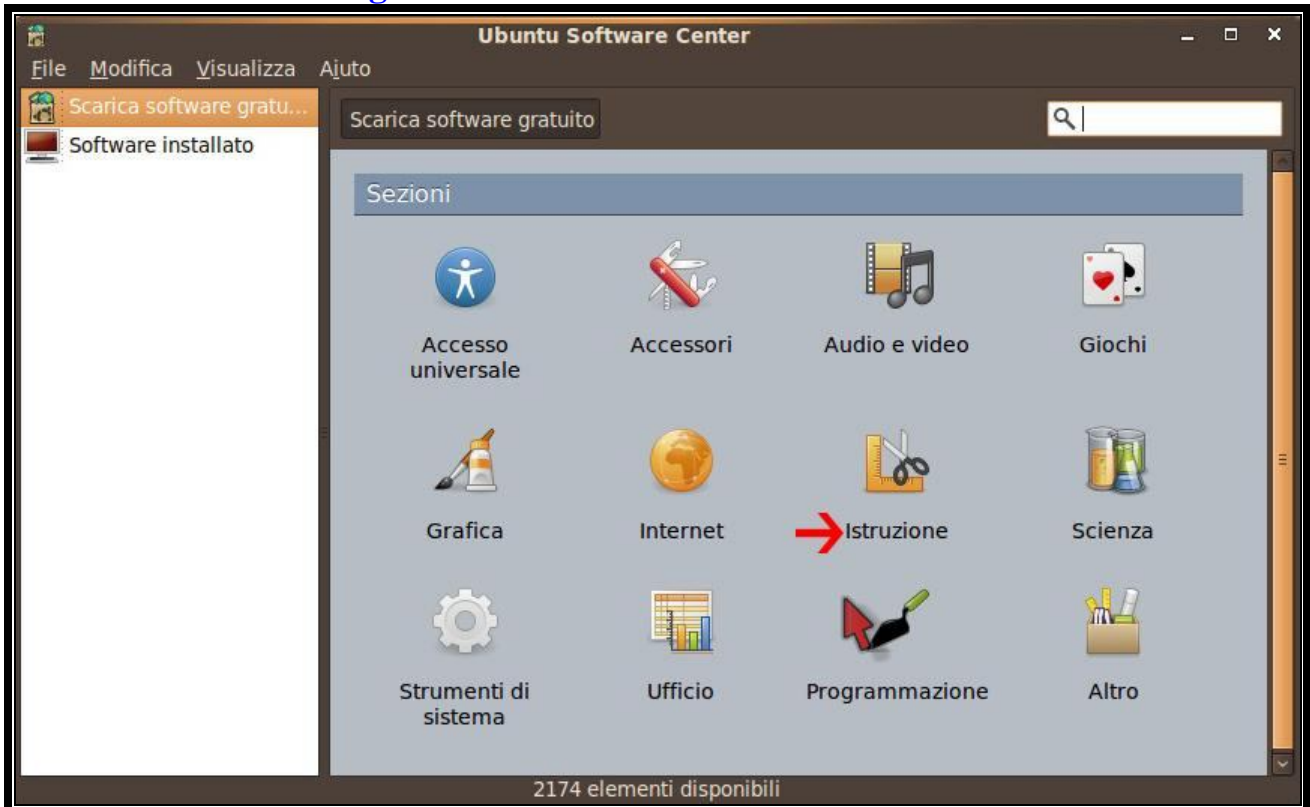 Ubuntu Software Center
File Modifica Visualizza Aiuto
Scarica software gratu...
Software installato
Scarica software gratuito
Sezioni
Accesso universale
Accessori
Audio e video
Giochi
Grafica
Internet
Istruzione
Scienza
Strumenti di sistema
Ufficio
Programmazione
Altro
2174 elementi disponibili